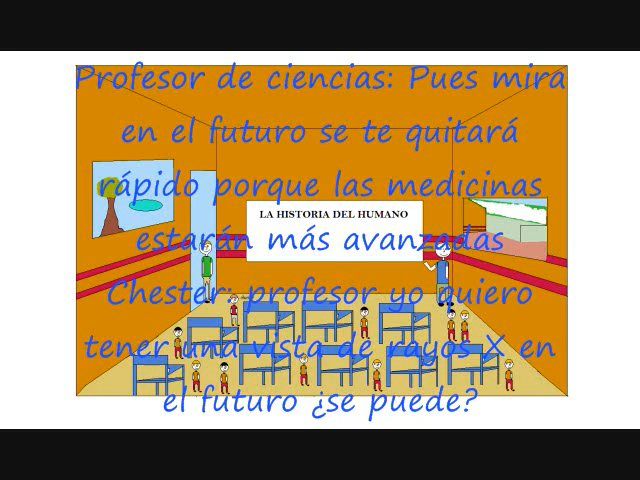 Profesor de ciencias: Pues mira
en el futuro se te quitará
rápido porque las medicinas
LA HISTORIA DEL HUMANO
estarán más avanzadas
Chester: profesor yo quiero
tener una vista de rayos X en
el futuro ¿se puede?